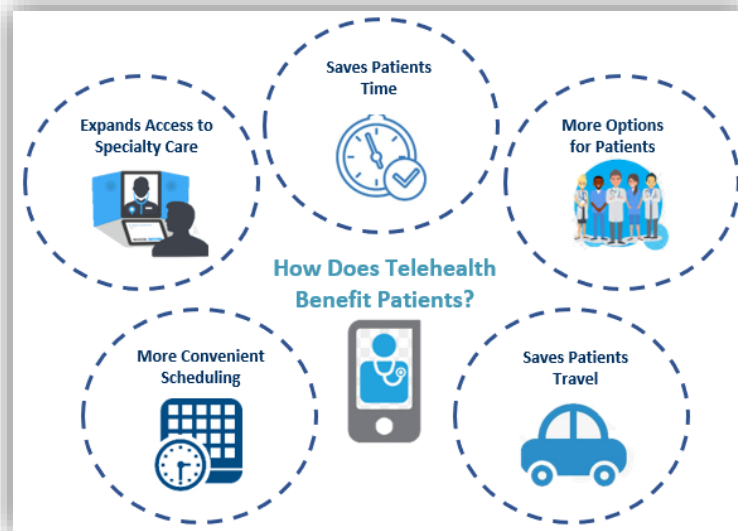 Saves Patients
Time
Expands Access to
Specialty Care
More Options
for Patients
How Does Telehealth
Benefit Patients?
More Convenient
Scheduling
Saves Patients
Travel